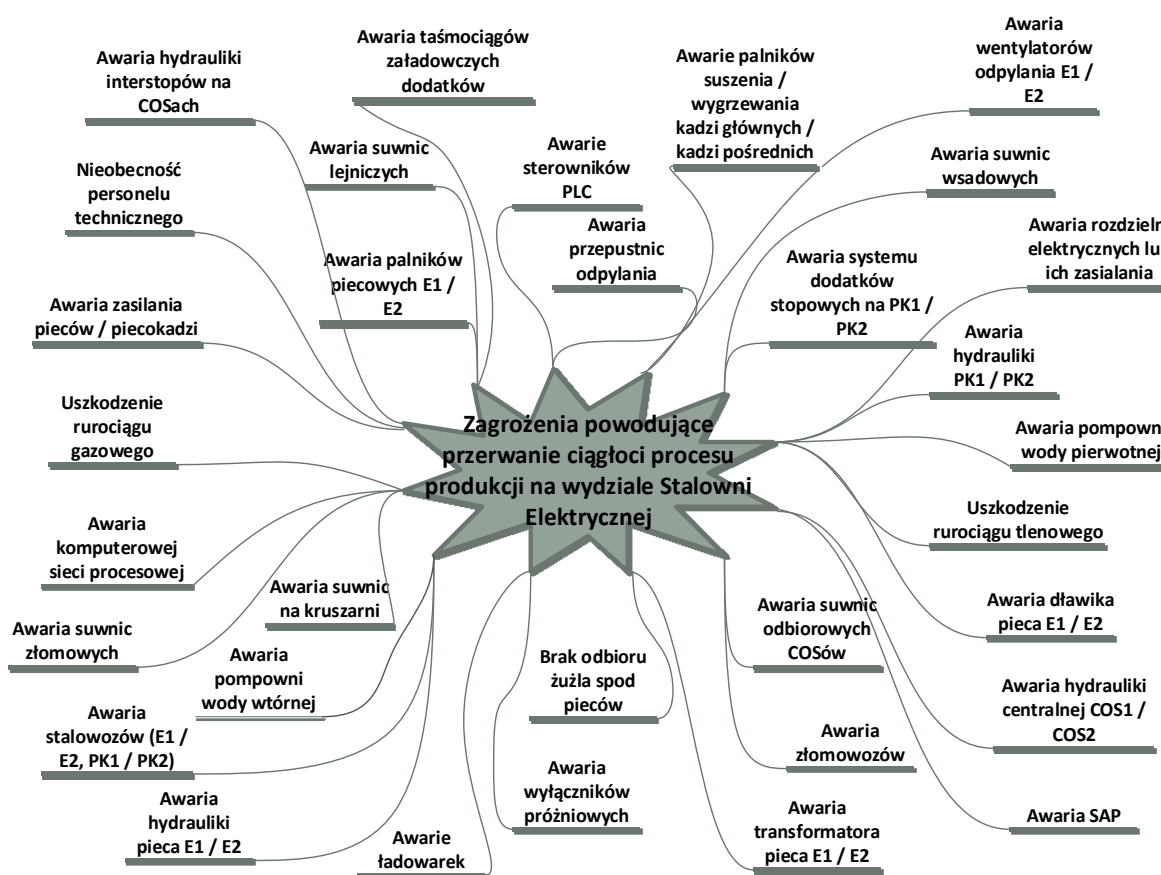 Awaria hydrauliki
interstopów na
COSach
Awaria taśmociągów
załadowczych
dodatków
Awarie palników
suszenia /
wygrzewania
kadzi głównych /
kadzi pośrednich
Awaria
wentylatorów
odpylania E1 /
E2
Nieobecność
personelu
technicznego
Awaria suwnic
lejniczych
Awarie
sterowników
PLC
Awaria suwnic
wsadowych
Awaria
przepustnic
odpylania
Awaria rozdzieln
elektrycznych lu
ich zasialania
Awaria palników
piecowych E1 /
E2
Awaria systemu
dodatków
stopowych na PK1 /
PK2
Awaria zasilania
pieców / piecokadzi
Awaria
hydrauliki
PK1 / PK2
Uszkodzenie
rurociągu
gazowego
Zagrożenia powodujące
przerwanie ciągłoci procesu
produkcji na wydziale Stalowni
Elektrycznej
Awaria pompown
wody pierwotnej
Uszkodzenie
rurociągu tlenowego
Awaria
komputerowej
sieci procesowej
Awaria suwnic
na kruszarni
Awaria suwnic
odbiorowych
COSów
Awaria dławika
pieca E1 / E2
Awaria suwnic
złomowych
Awaria
pompowni
wody wtórnej
Brak odbioru
żużla spod
pieców
Awaria hydrauliki
centralnej COS1 /
COS2
Awaria
stalowozów (E1 /
E2, PK1 / PK2)
Awaria
złomowozów
Awaria
wyłączników
próżniowych
Awaria
hydrauliki
pieca E1 / E2
Awarie
ładowarek
Awaria
transformatora
pieca E1 / E2
Awaria SAP